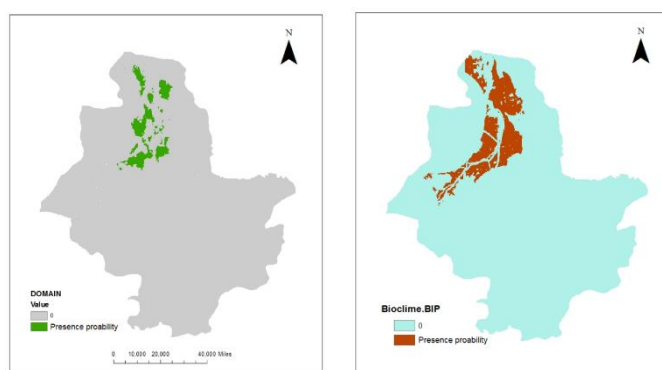 N
DOMAIN
Value
0
Presence proability
0 10,000 20,000 40,000 Miles
N
Bioclime.BIP
0
Presence proability